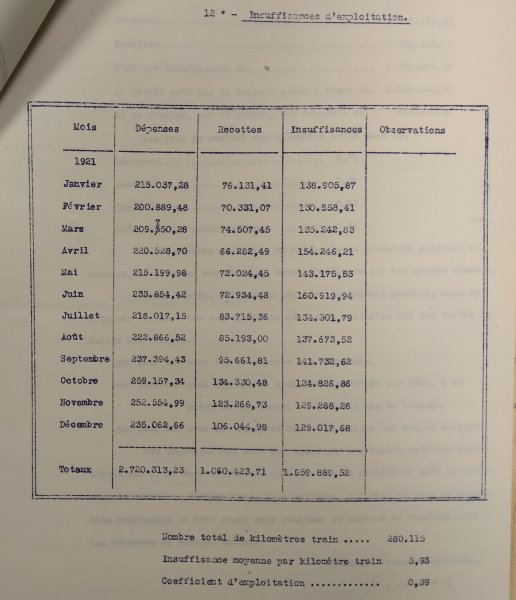 12° - Insuffisances d'exploitation.
Mois Dépenses Recettes Insuffisances Observations
1921
Janvier 215.037,28 76.131,41 138.905,87
Février 200.889,48 70.331,07 130.558,41
Mars 209.750,28 74.507,45 135.242,83
Avril 220.528,70 66.282,49 154.246,21
Mai 215.199,98 72.024,45 143.175,53
Juin 233.854,42 72.934,48 160.919,94
Juillet 218.017,15 83.715,36 134.301,79
Août 222.866,52 85.193,00 137.673,52
Septembre 237.394,43 95.661,81 141.732,62
Octobre 259.157,34 134.330,48 124.826,86
Novembre 252.554,99 123.266,73 129.288,26
Décembre 235.062,66 106.044,98 129.017,68
Totaux 2.720.313,23 1.060.423,71 1.659.889,52
Nombre total de kilomètres train ..... 280.115
Insuffisance moyenne par kilomètre train 5,93
Coefficient d'exploitation ............. 0,39